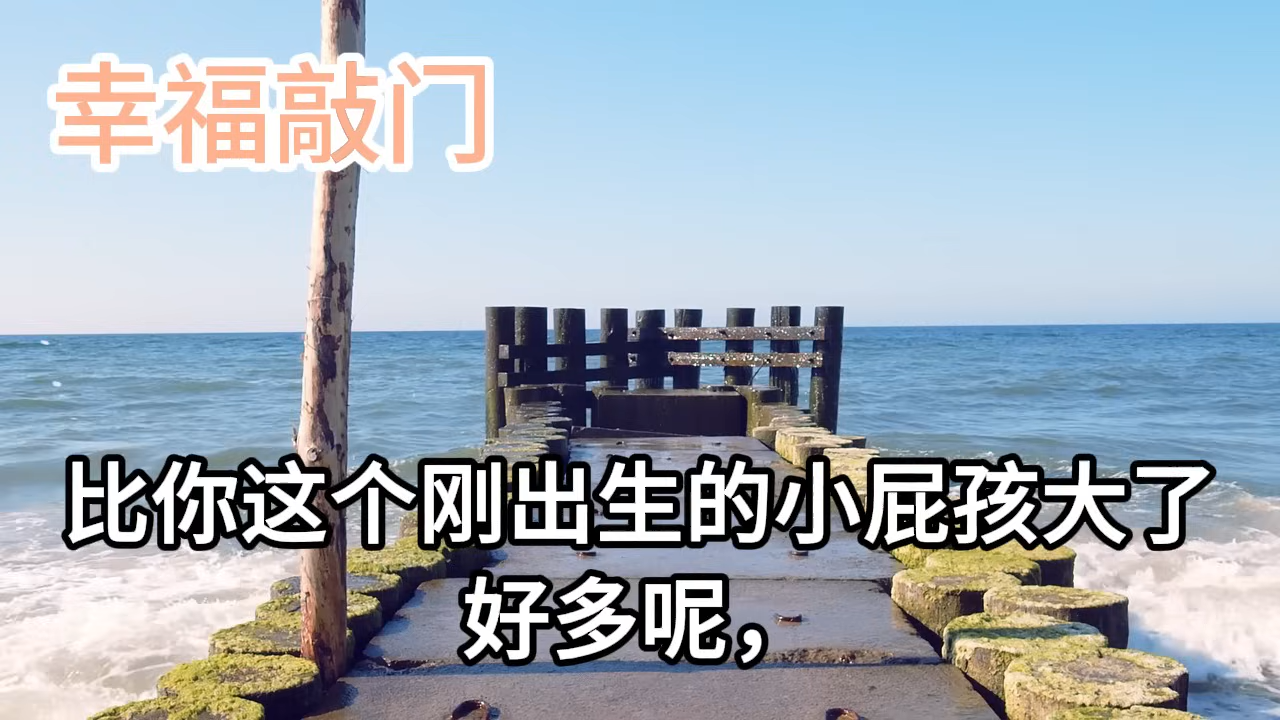 幸福敲门
比你这个刚出生的小屁孩大了
好多呢，